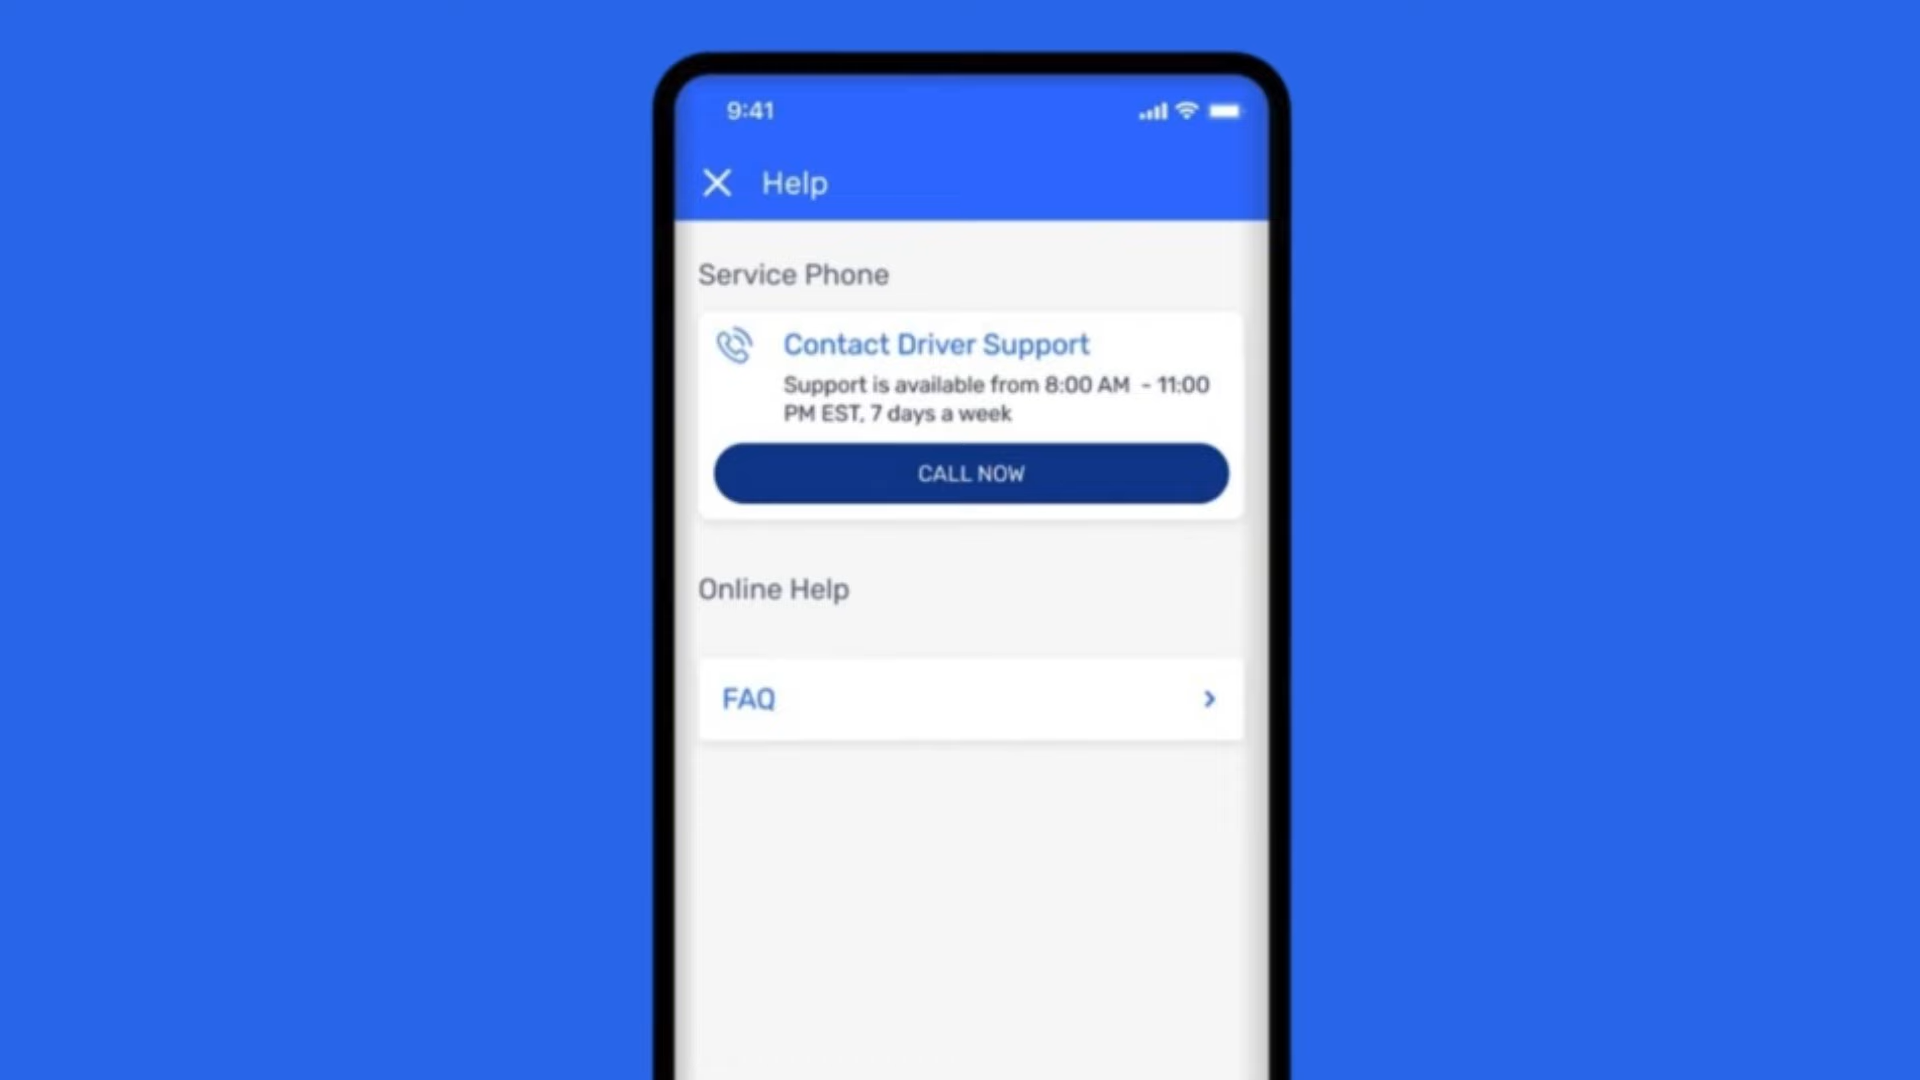 9:41
Help
Service Phone
Contact Driver Support
Support is available from 8:00 AM - 11:00
PM EST, 7 days a week
CALL NOW
Online Help
FAQ